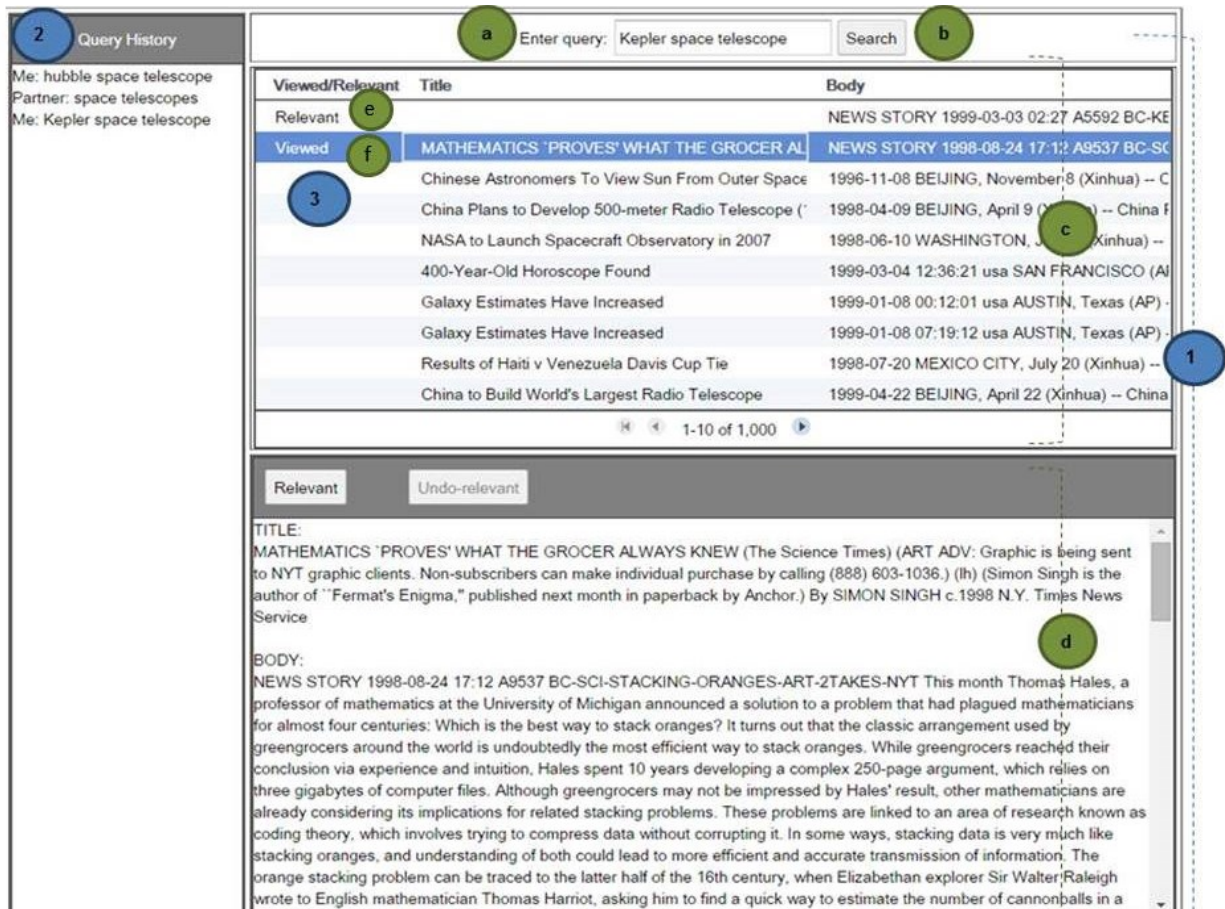 2
Query History
Me: hubble space telescope
Partner: space telescopes
Me: Kepler space telescope
a
Enter query:
Kepler space telescope
Search
b
Viewed/Relevant Title Body
Relevant e NEWS STORY 1999-03-03 02:27 A5592 BC-KE
Viewed f MATHEMATICS `PROVES' WHAT THE GROCER AL NEWS STORY 1998-08-24 17:12 A9537 BC-SC
3
Chinese Astronomers To View Sun From Outer Space 1996-11-08 BEIJING, November 8 (Xinhua) -- C
China Plans to Develop 500-meter Radio Telescope ( 1998-04-09 BEIJING, April 9 -- China
c
NASA to Launch Spacecraft Observatory in 2007 1998-06-10 WASHINGTON, (Xinhua) --
400-Year-Old Horoscope Found 1999-03-04 12:36:21 usa SAN FRANCISCO (A
Galaxy Estimates Have Increased 1999-01-08 00:12:01 usa AUSTIN, Texas (AP) -
Galaxy Estimates Have Increased 1999-01-08 07:19:12 usa AUSTIN, Texas (AP) -
Results of Haiti v Venezuela Davis Cup Tie 1998-07-20 MEXICO CITY, July 20 (Xinhua) --
1
China to Build World's Largest Radio Telescope 1999-04-22 BEIJING, April 22 (Xinhua) -- China
1-10 of 1,000
Relevant
Undo-relevant
TITLE:
MATHEMATICS `PROVES' WHAT THE GROCER ALWAYS KNEW (The Science Times) (ART ADV: Graphic is being sent
to NYT graphic clients. Non-subscribers can make individual purchase by calling (888) 603-1036.) (lh) (Simon Singh is the
author of ``Fermat's Enigma,'' published next month in paperback by Anchor.) By SIMON SINGH c.1998 N.Y. Times News
Service
d
BODY:
NEWS STORY 1998-08-24 17:12 A9537 BC-SCI-STACKING-ORANGES-ART-2TAKES-NYT This month Thomas Hales, a
professor of mathematics at the University of Michigan announced a solution to a problem that had plagued mathematicians
for almost four centuries: Which is the best way to stack oranges? It turns out that the classic arrangement used by
greengrocers around the world is undoubtedly the most efficient way to stack oranges. While greengrocers reached their
conclusion via experience and intuition, Hales spent 10 years developing a complex 250-page argument, which relies on
three gigabytes of computer files. Although greengrocers may not be impressed by Hales' result, other mathematicians are
already considering its implications for related stacking problems. These problems are linked to an area of research known as
coding theory, which involves trying to compress data without corrupting it. In some ways, stacking data is very much like
stacking oranges, and understanding of both could lead to more efficient and accurate transmission of information. The
orange stacking problem can be traced to the latter half of the 16th century, when Elizabethan explorer Sir Walter Raleigh
wrote to English mathematician Thomas Harriot, asking him to find a quick way to estimate the number of cannonballs in a